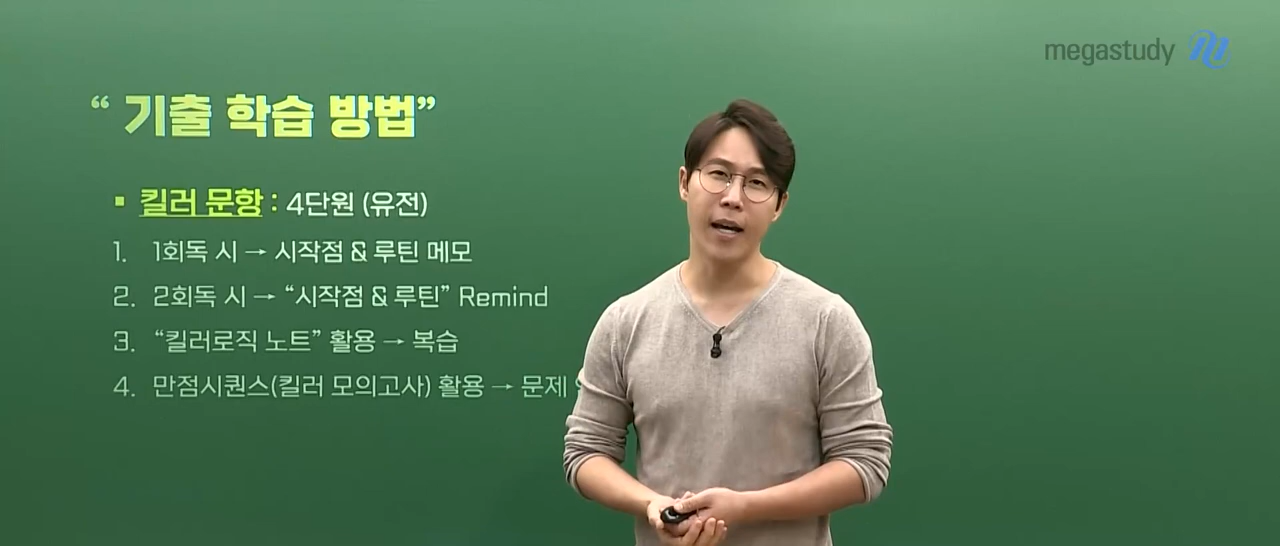 megastudy
“ 기출 학습 방법”
▪ 킬러 문항 : 4단원 (유전)
1. 1회독 시 → 시작점 & 루틴 메모
2. 2회독 시 → “시작점 & 루틴” Remind
3. “킬러로직 노트” 활용 → 복습
4. 만점시퀀스(킬러 모의고사) 활용 → 문제